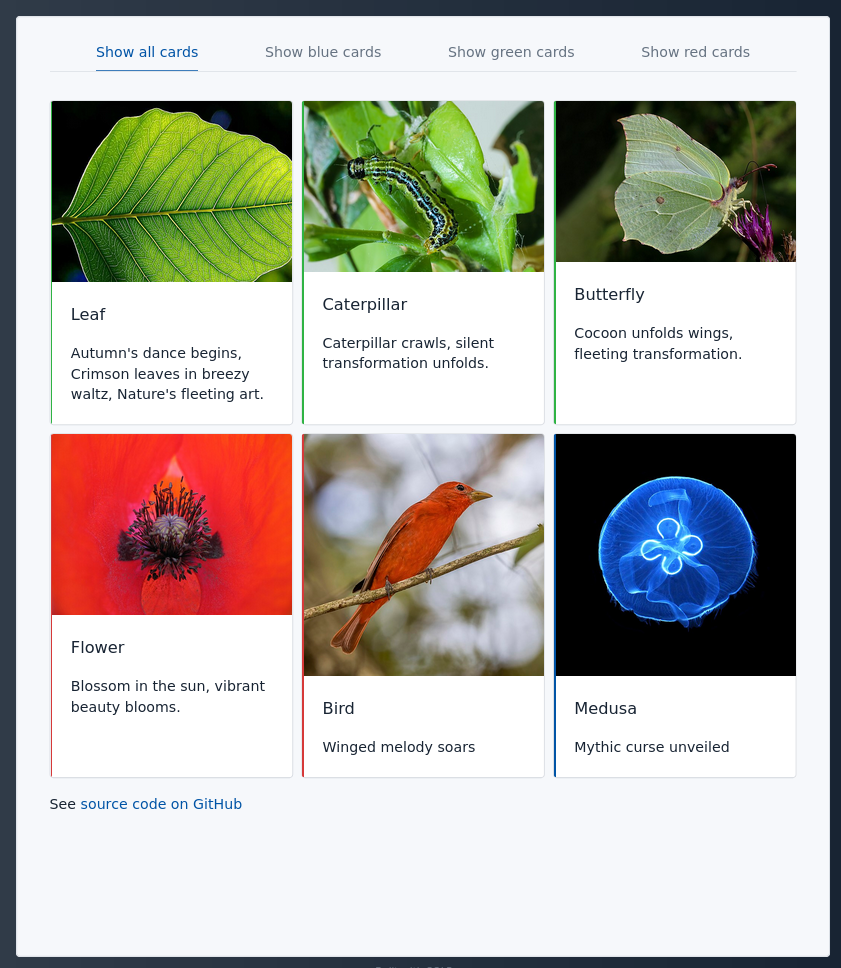 Show all cards
Show blue cards
Show green cards
Show red cards
Leaf
Autumn's dance begins,
Crimson leaves in breezy
waltz, Nature's fleeting art.
Caterpillar
Caterpillar crawls, silent
transformation unfolds.
Butterfly
Cocoon unfolds wings,
fleeting transformation.
Flower
Blossom in the sun, vibrant
beauty blooms.
Bird
Winged melody soars
Medusa
Mythic curse unveiled
See source code on GitHub